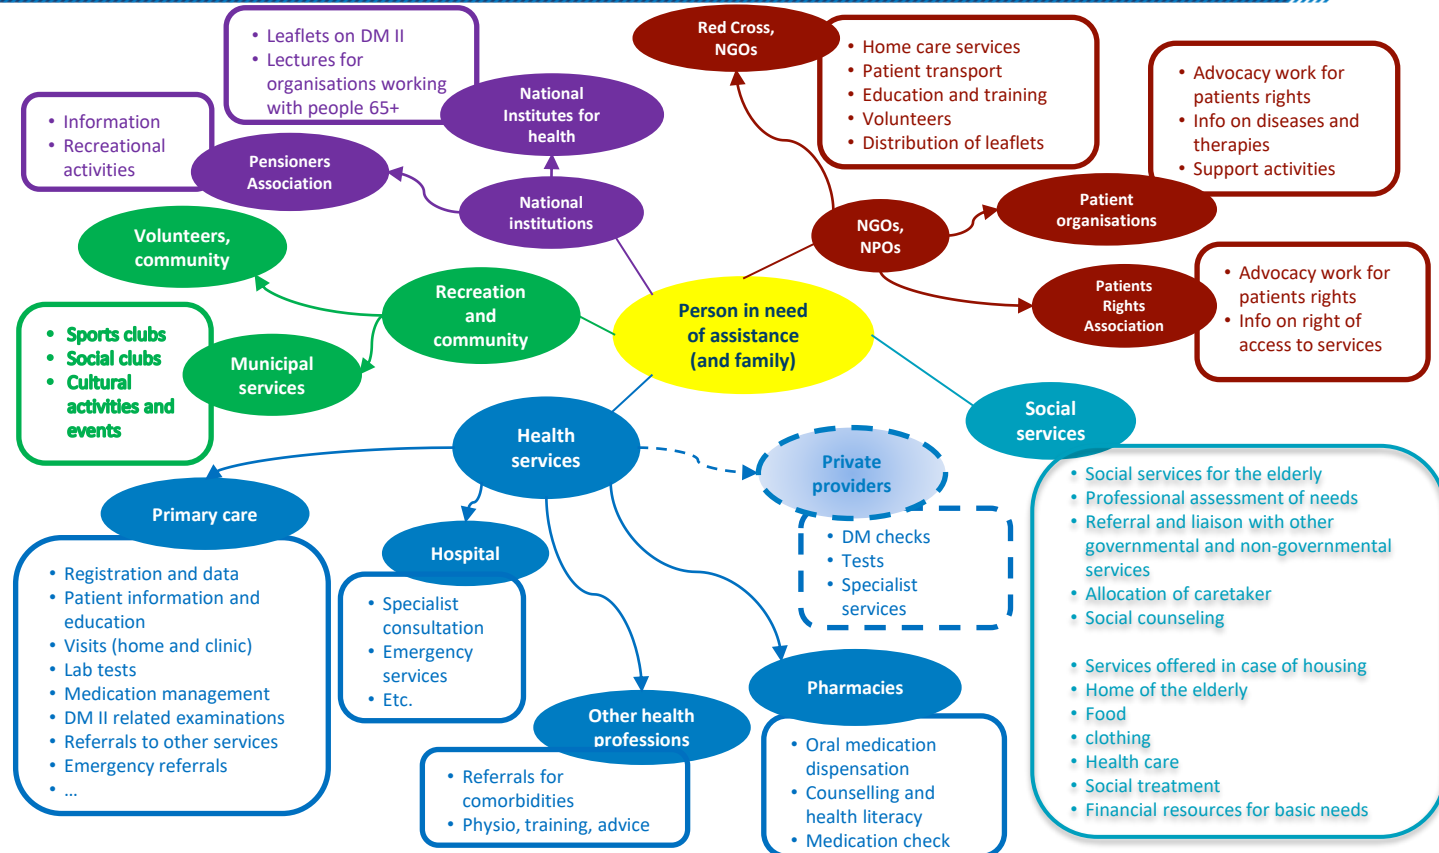 • Leaflets on DM II
• Lectures for
organisations working
with people 65+
National
Institutes for
health
• Information
• Recreational
activities
Pensioners
Association
National
institutions
Red Cross,
NGOs
• Home care services
• Patient transport
• Education and training
• Volunteers
• Distribution of leaflets
• Advocacy work for
patients rights
• Info on diseases and
therapies
• Support activities
Patient
organisations
NGOs,
NPOs
Patients
Rights
Association
• Advocacy work for
patients rights
• Info on right of
access to services
Volunteers,
community
Recreation
and
community
• Sports clubs
• Social clubs
• Cultural
activities and
events
Municipal
services
Person in need
of assistance
(and family)
Social
services
• Social services for the elderly
• Professional assessment of needs
• Referral and liaison with other
governmental and non-governmental
services
• Allocation of caretaker
• Social counseling
• Services offered in case of housing
• Home of the elderly
• Food
• clothing
• Health care
• Social treatment
• Financial resources for basic needs
Health
services
Private
providers
• DM checks
• Tests
• Specialist
services
Primary care
• Registration and data
• Patient information and
education
• Visits (home and clinic)
• Lab tests
• Medication management
• DM II related examinations
• Referrals to other services
• Emergency referrals
• ...
Hospital
• Specialist
consultation
• Emergency
services
• Etc.
Other health
professions
• Referrals for
comorbidities
• Physio, training, advice
Pharmacies
• Oral medication
dispensation
• Counselling and
health literacy
• Medication check